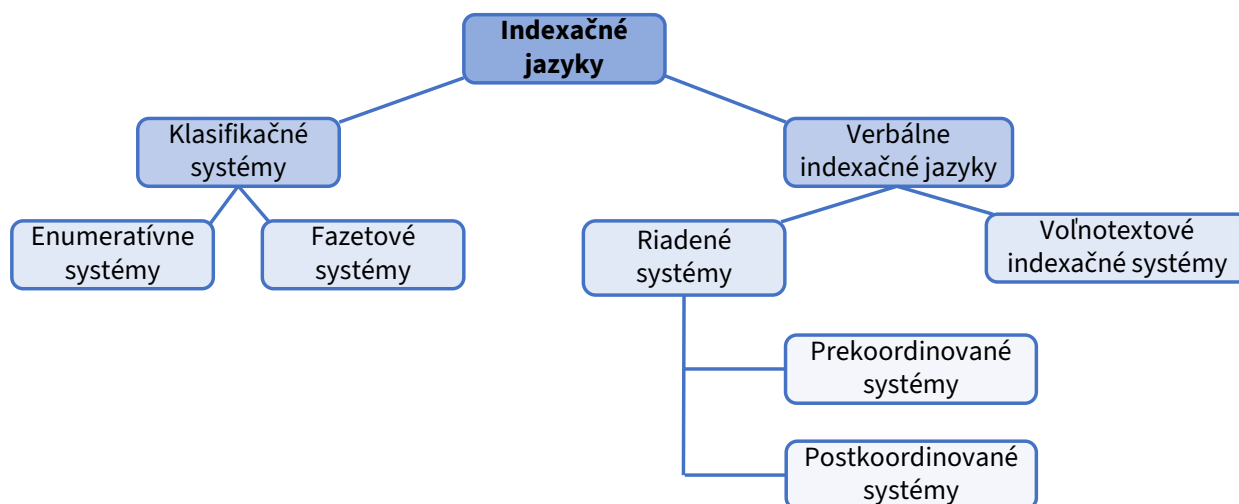 Indexačné
jazyky
Klasifikačné
systémy
Verbálne
indexačné jazyky
Enumeratívne
systémy
Fazetové
systémy
Riadené
systémy
Voľnotextové
indexačné systémy
Prekoordinované
systémy
Postkoordinované
systémy